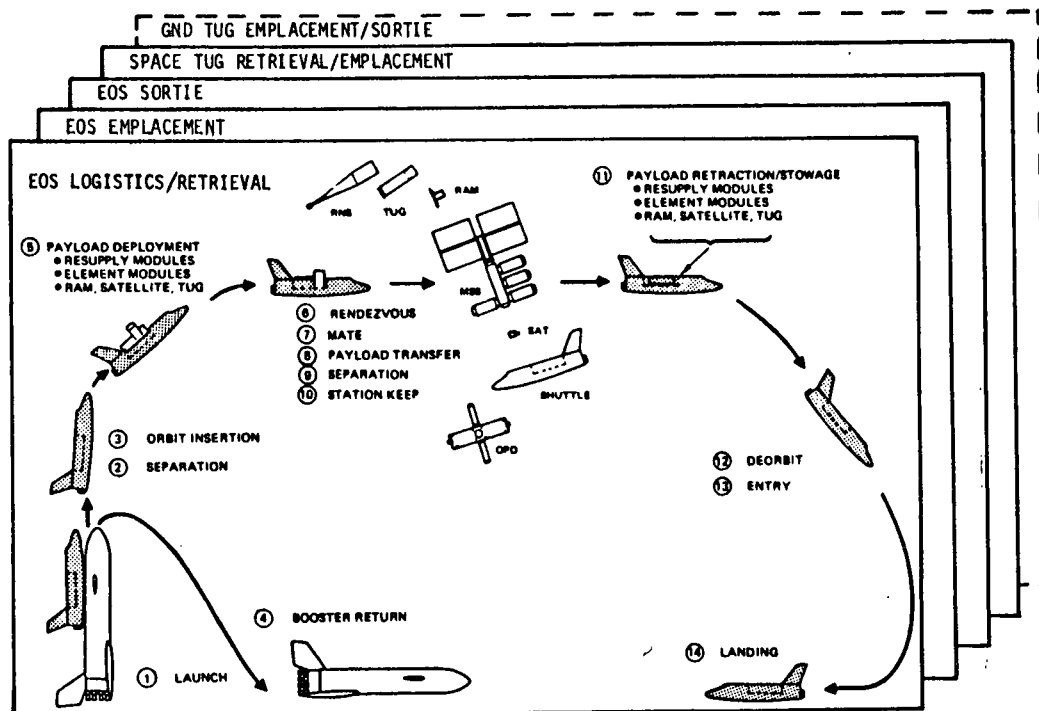 GND TUG EMPLACEMENT/SORTIE
SPACE TUG RETRIEVAL/EMPLACEMENT
EOS SORTIE
EOS EMPLACEMENT
EOS LOGISTICS/RETRIEVAL
RNS
TUG
RAM
11 PAYLOAD RETRACTION/STOWAGE
• RESUPPLY MODULES
• ELEMENT MODULES
• RAM, SATELLITE, TUG
5 PAYLOAD DEPLOYMENT
• RESUPPLY MODULES
• ELEMENT MODULES
• RAM, SATELLITE, TUG
MSS
6 RENDEZVOUS
7 MATE
8 PAYLOAD TRANSFER
9 SEPARATION
10 STATION KEEP
SAT
SHUTTLE
OPD
3 ORBIT INSERTION
2 SEPARATION
12 DEORBIT
13 ENTRY
4 BOOSTER RETURN
1 LAUNCH
14 LANDING